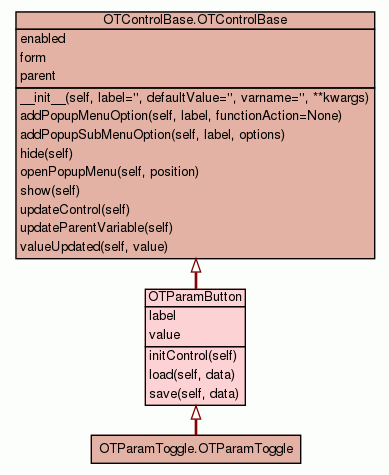 OTControlBase.OTControlBase
enabled
form
parent
__init__(self, label='', defaultValue='', varname='', **kwargs)
addPopupMenuOption(self, label, functionAction=None)
addPopupSubMenuOption(self, label, options)
hide(self)
openPopupMenu(self, position)
show(self)
updateControl(self)
updateParentVariable(self)
valueUpdated(self, value)
OTParamButton
label
value
initControl(self)
load(self, data)
save(self, data)
OTParamToggle.OTParamToggle